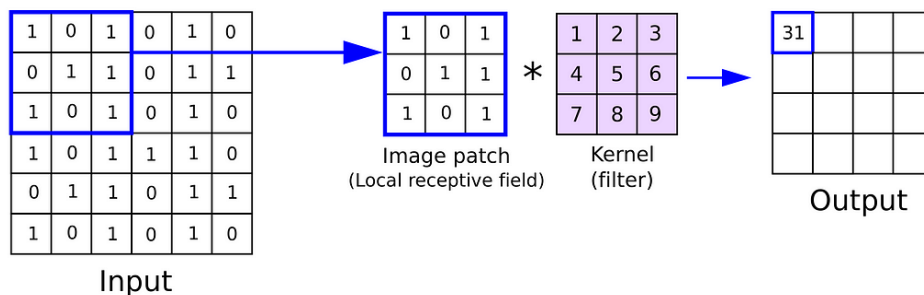 1 0 1 0 1 0
0 1 1 0 1 1
1 0 1 0 1 0
1 0 1 1 1 0
0 1 1 0 1 1
1 0 1 0 1 0
Input
1 0 1
0 1 1
1 0 1
Image patch
(Local receptive field)
*
1 2 3
4 5 6
7 8 9
Kernel
(filter)
31
Output